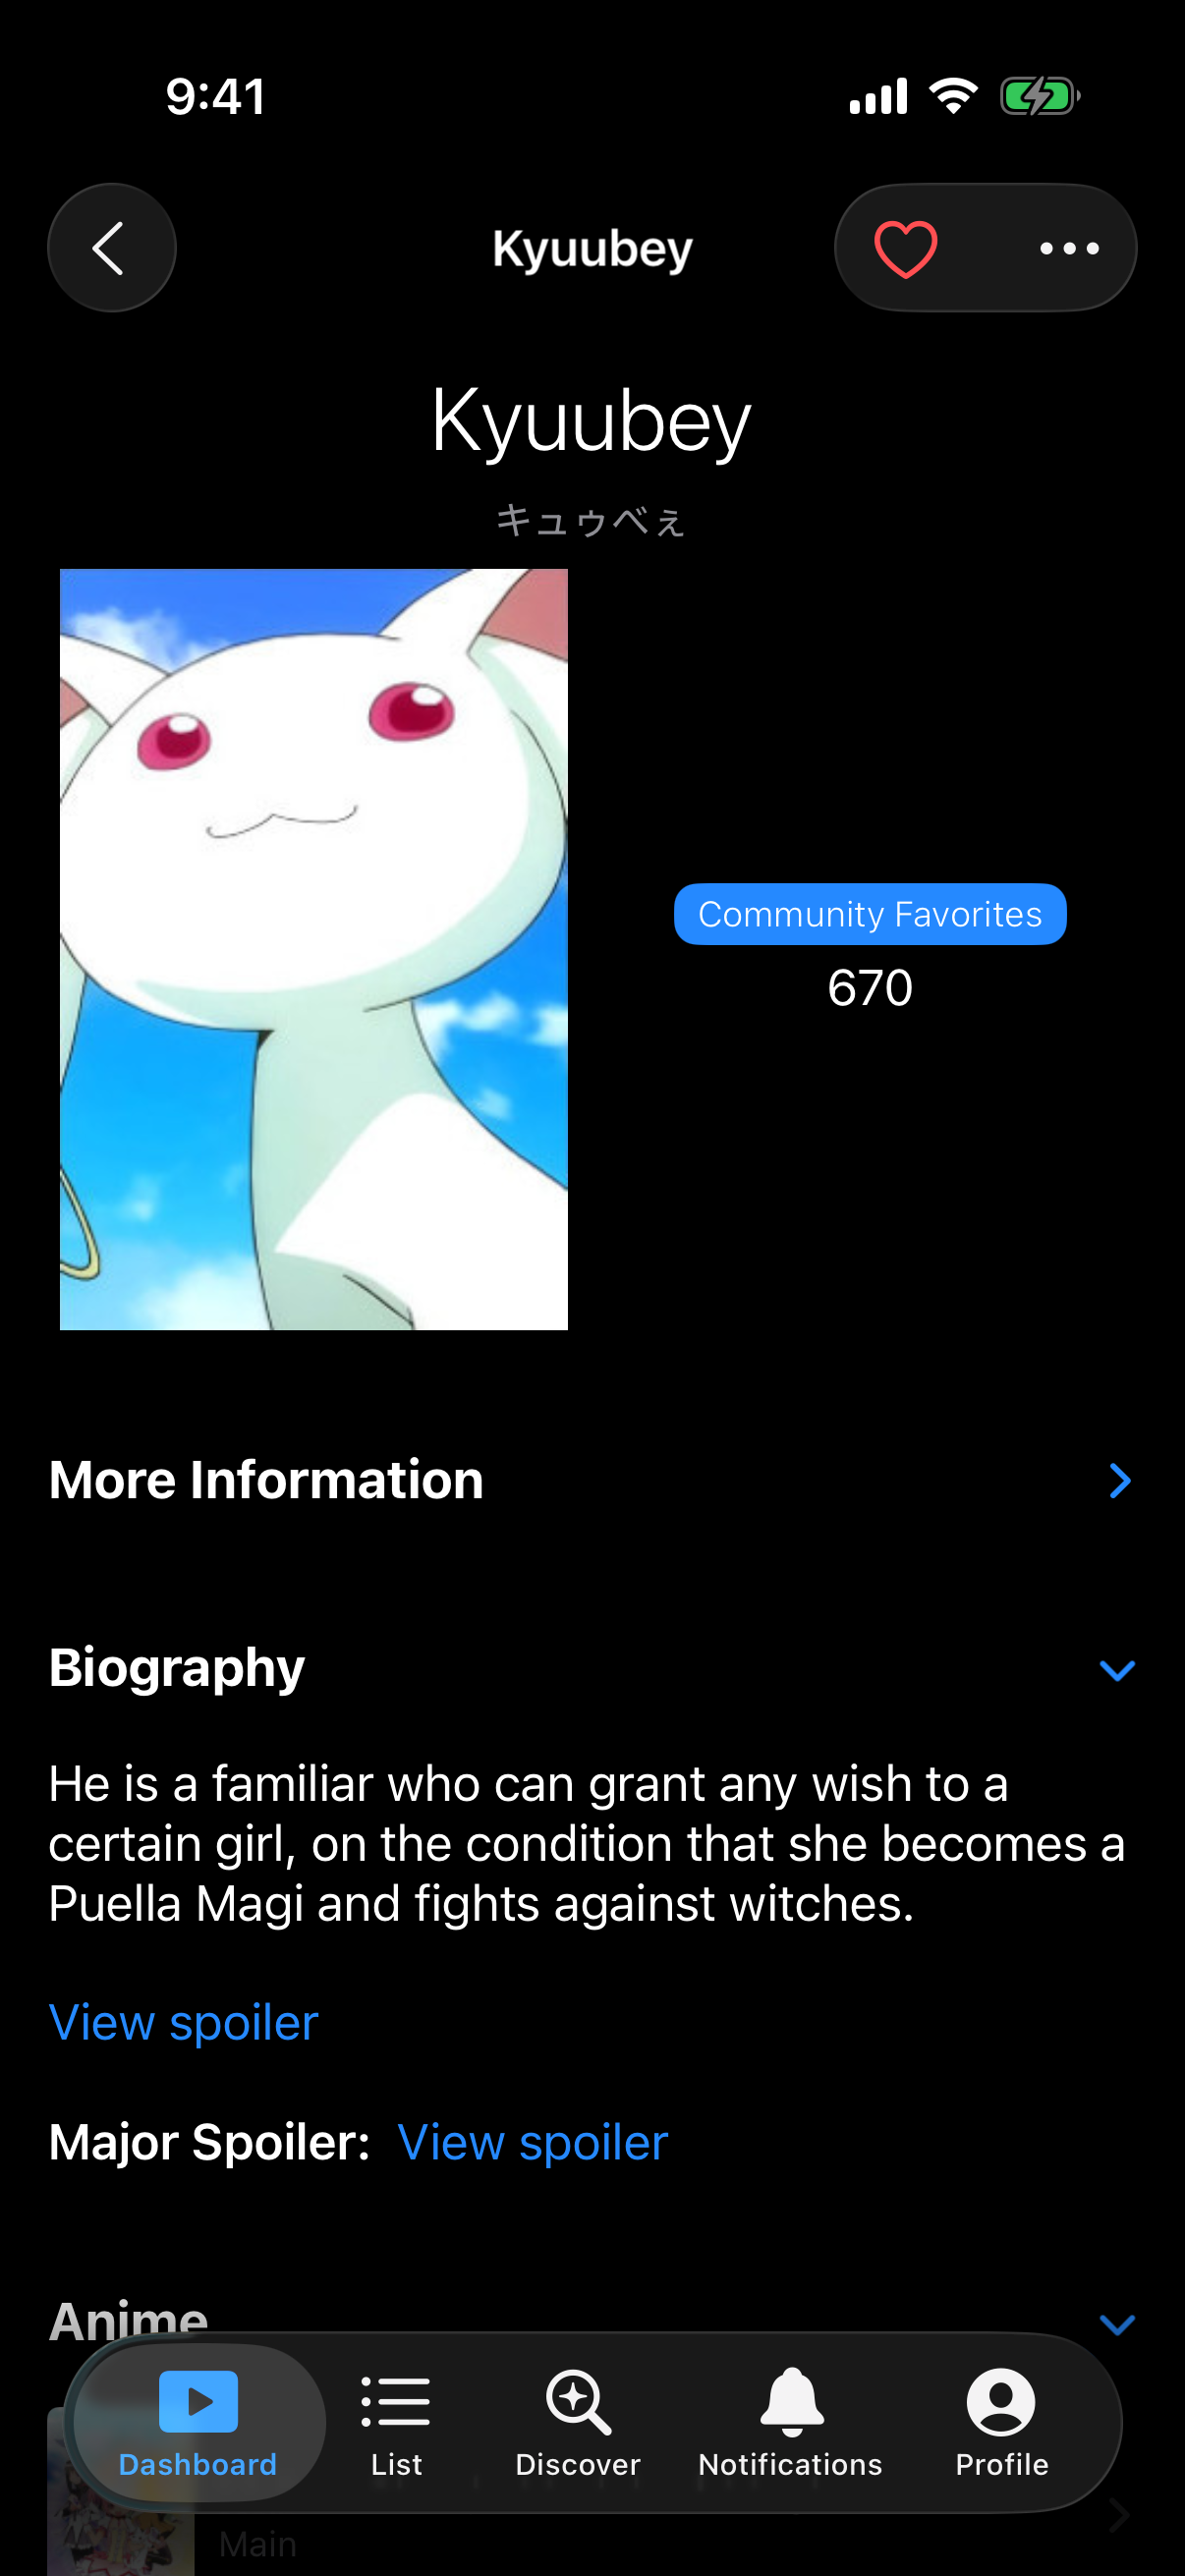 9:41
Kyuubey
Kyuubey
キュゥべぇ
Community Favorites
670
More Information
Biography
He is a familiar who can grant any wish to a
certain girl, on the condition that she becomes a
Puella Magi and fights against witches.
View spoiler
Major Spoiler: View spoiler
Anime
Dashboard
List
Discover
Notifications
Profile
Main